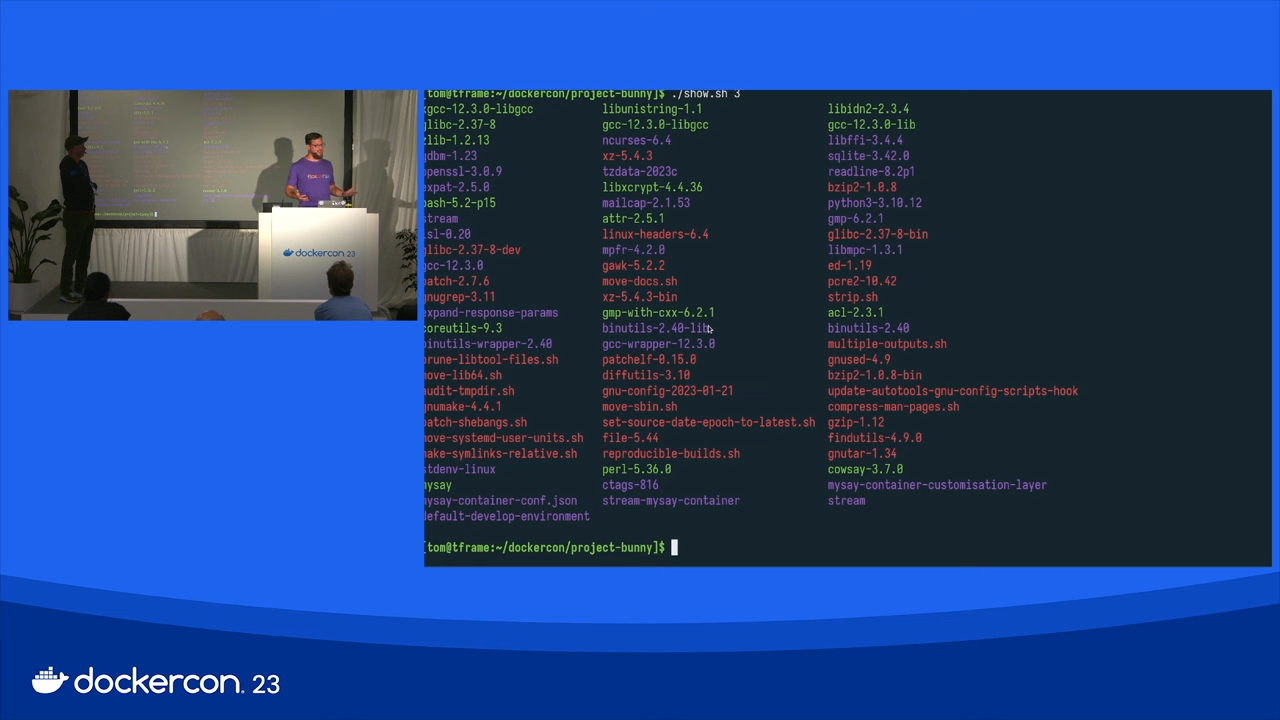 [tom@tframe:~/dockercon/project-bunny]$ ./show.sh 3
xgcc-12.3.0-libgcc libunistring-1.1 libidn2-2.3.4
glibc-2.37-8 gcc-12.3.0-libgcc gcc-12.3.0-lib
zlib-1.2.13 ncurses-6.4 libffi-3.4.4
gdbm-1.23 xz-5.4.3 sqlite-3.42.0
openssl-3.0.9 tzdata-2023c readline-8.2p1
expat-2.5.0 libxcrypt-4.4.36 bzip2-1.0.8
bash-5.2-p15 mailcap-2.1.53 python3-3.10.12
stream attr-2.5.1 gmp-6.2.1
isl-0.20 linux-headers-6.4 glibc-2.37-8-bin
glibc-2.37-8-dev mpfr-4.2.0 libmpc-1.3.1
gcc-12.3.0 gawk-5.2.2 ed-1.19
patch-2.7.6 move-docs.sh pcre2-10.42
gnugrep-3.11 xz-5.4.3-bin strip.sh
expand-response-params gmp-with-cxx-6.2.1 acl-2.3.1
coreutils-9.3 binutils-2.40-lib binutils-2.40
binutils-wrapper-2.40 gcc-wrapper-12.3.0 multiple-outputs.sh
prune-libtool-files.sh patchelf-0.15.0 gnused-4.9
move-lib64.sh diffutils-3.10 bzip2-1.0.8-bin
audit-tmpdir.sh gnu-config-2023-01-21 update-autotools-gnu-config-scripts-hook
gnumake-4.4.1 move-sbin.sh compress-man-pages.sh
patch-shebangs.sh set-source-date-epoch-to-latest.sh gzip-1.12
move-systemd-user-units.sh file-5.44 findutils-4.9.0
make-symlinks-relative.sh reproducible-builds.sh gnutar-1.34
stdenv-linux perl-5.36.0 cowsay-3.7.0
mysay ctags-816 mysay-container-customisation-layer
mysay-container-conf.json stream-mysay-container stream
default-develop-environment
[tom@tframe:~/dockercon/project-bunny]$
dockercon 23
dockercon. 23